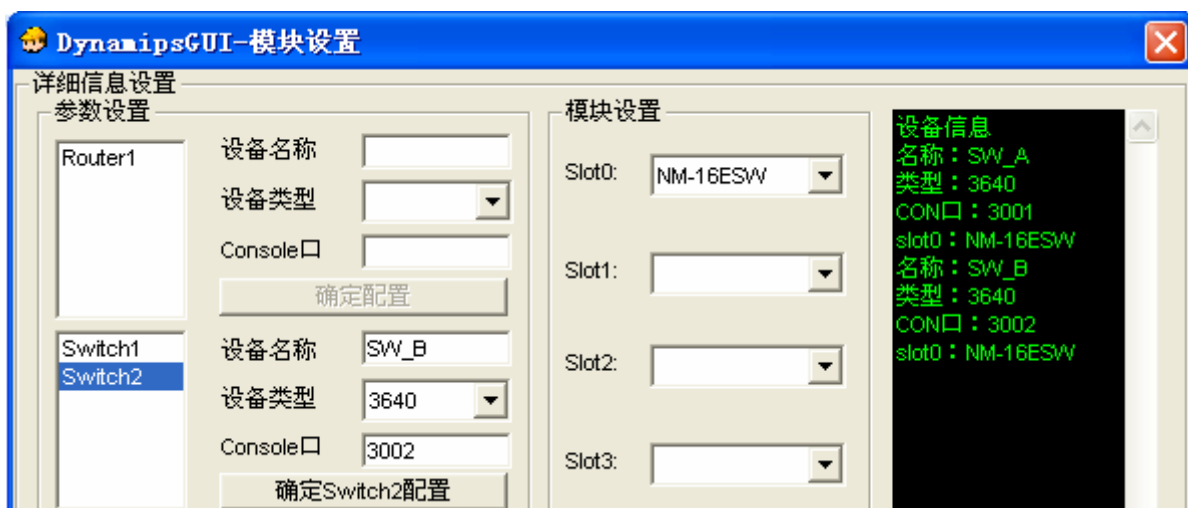 DynamipsGUI-模块设置
详细信息设置
参数设置
Router1
设备名称
设备类型
Console口
确定配置
Switch1
Switch2
设备名称 SW_B
设备类型 3640
Console口 3002
确定Switch2配置
模块设置
Slot0: NM-16ESW
Slot1:
Slot2:
Slot3:
设备信息
名称：SW_A
类型：3640
CON口：3001
slot0：NM-16ESW
名称：SW_B
类型：3640
CON口：3002
slot0：NM-16ESW